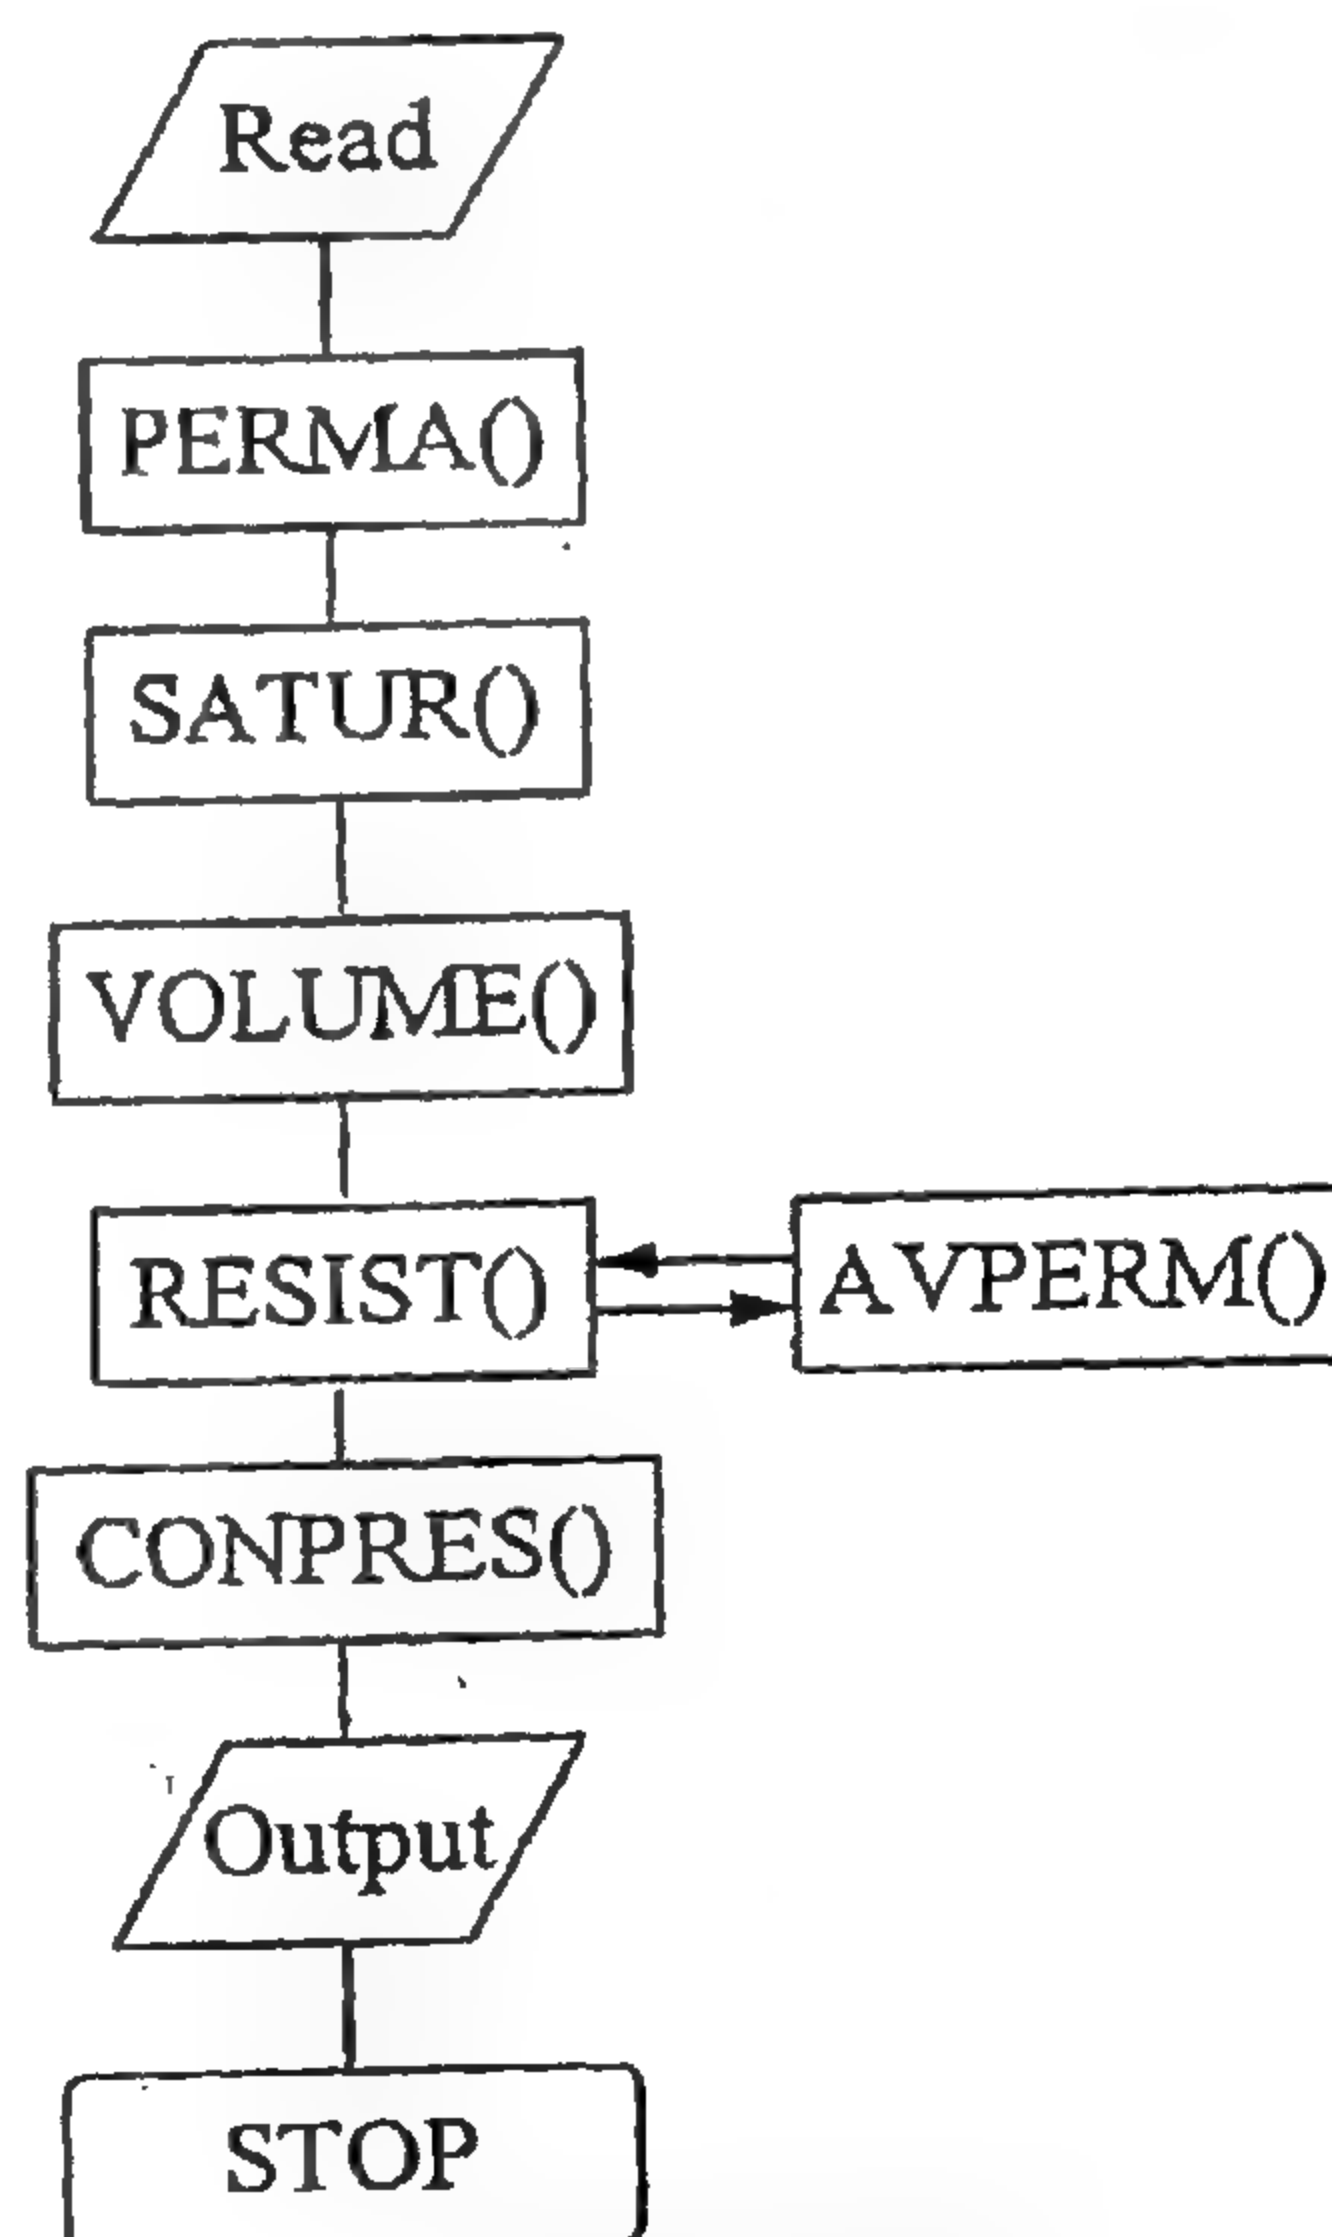 Read
PERMA()
SATUR()
VOLUME()
RESIST()
AVPERM()
CONPRES()
Output
STOP